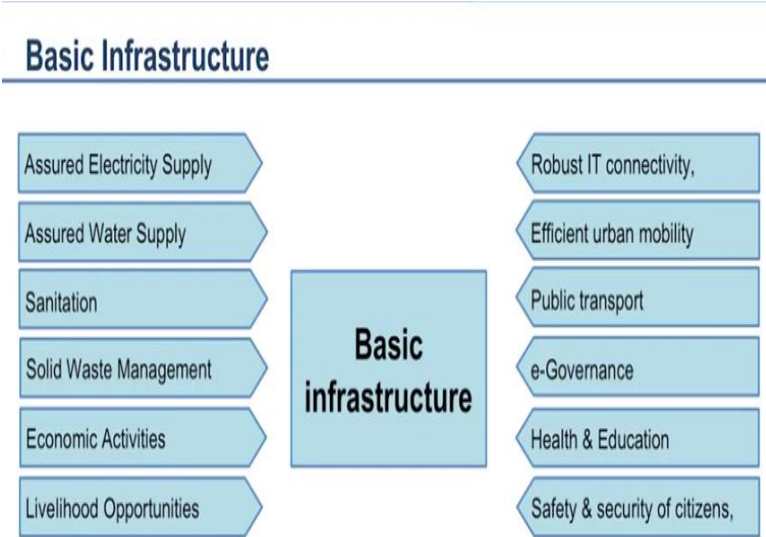 Basic Infrastructure
Assured Electricity Supply
Assured Water Supply
Sanitation
Solid Waste Management
Economic Activities
Livelihood Opportunities
Basic
infrastructure
Robust IT connectivity,
Efficient urban mobility
Public transport
e-Governance
Health & Education
Safety & security of citizens,